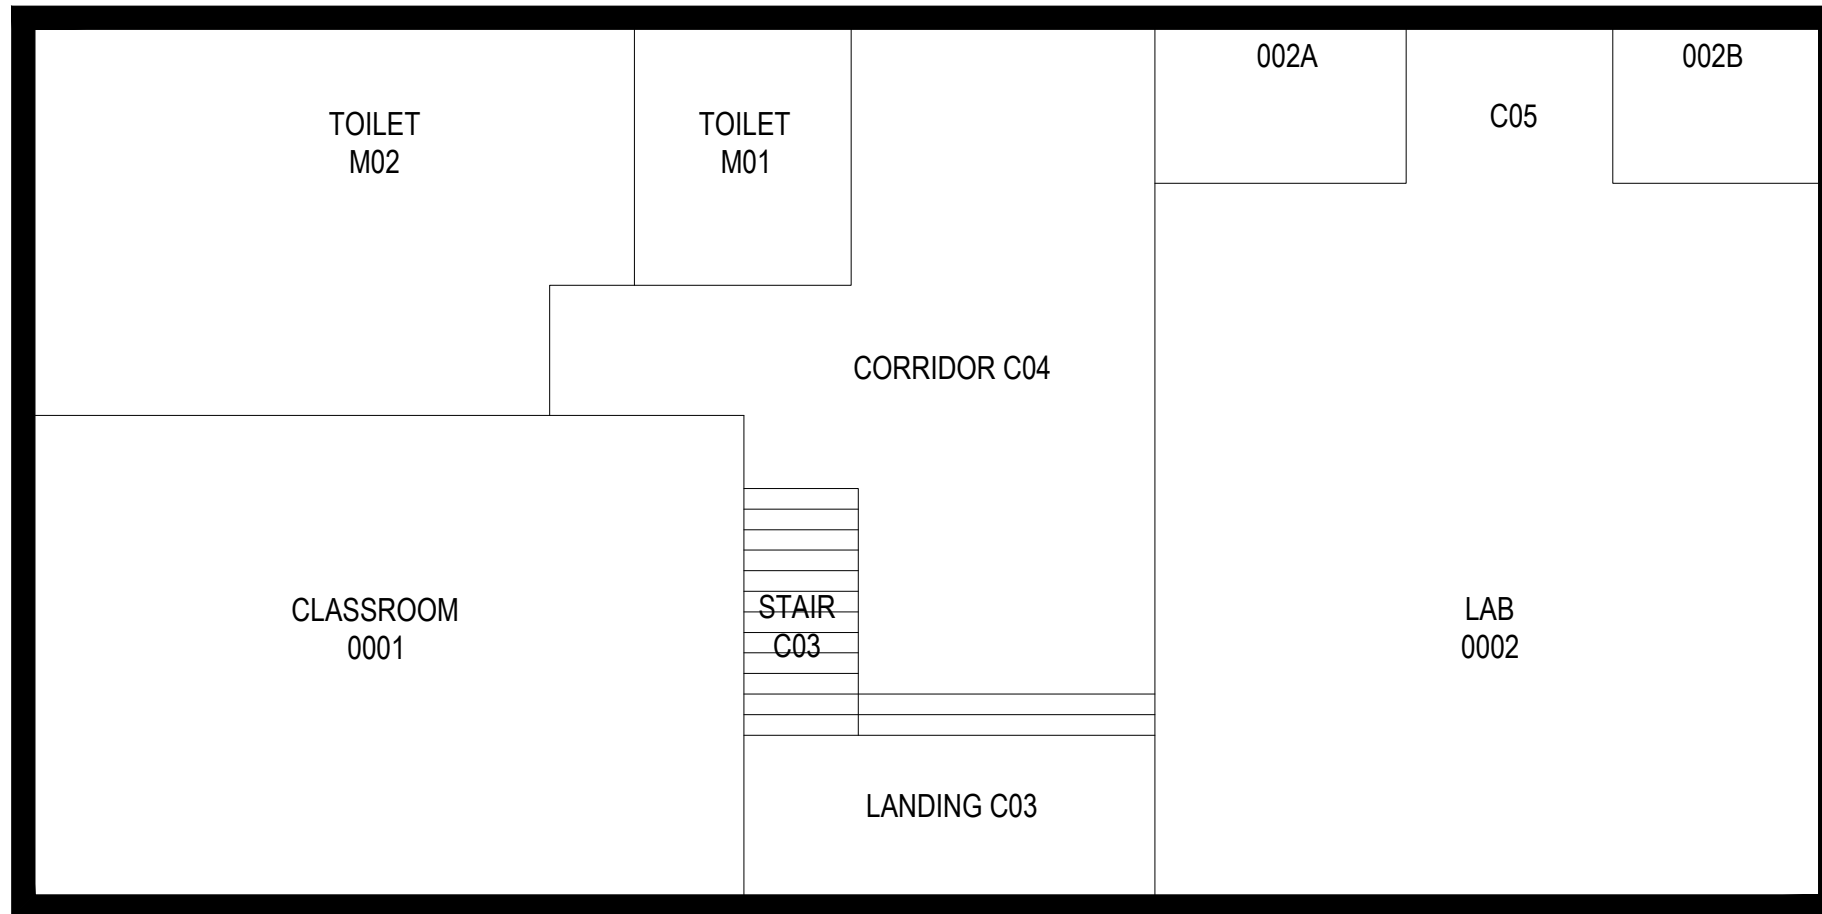 002A
002B
C05
TOILET
M02
TOILET
M01
CORRIDOR C04
CLASSROOM
0001
STAIR
C03
LAB
0002
LANDING C03